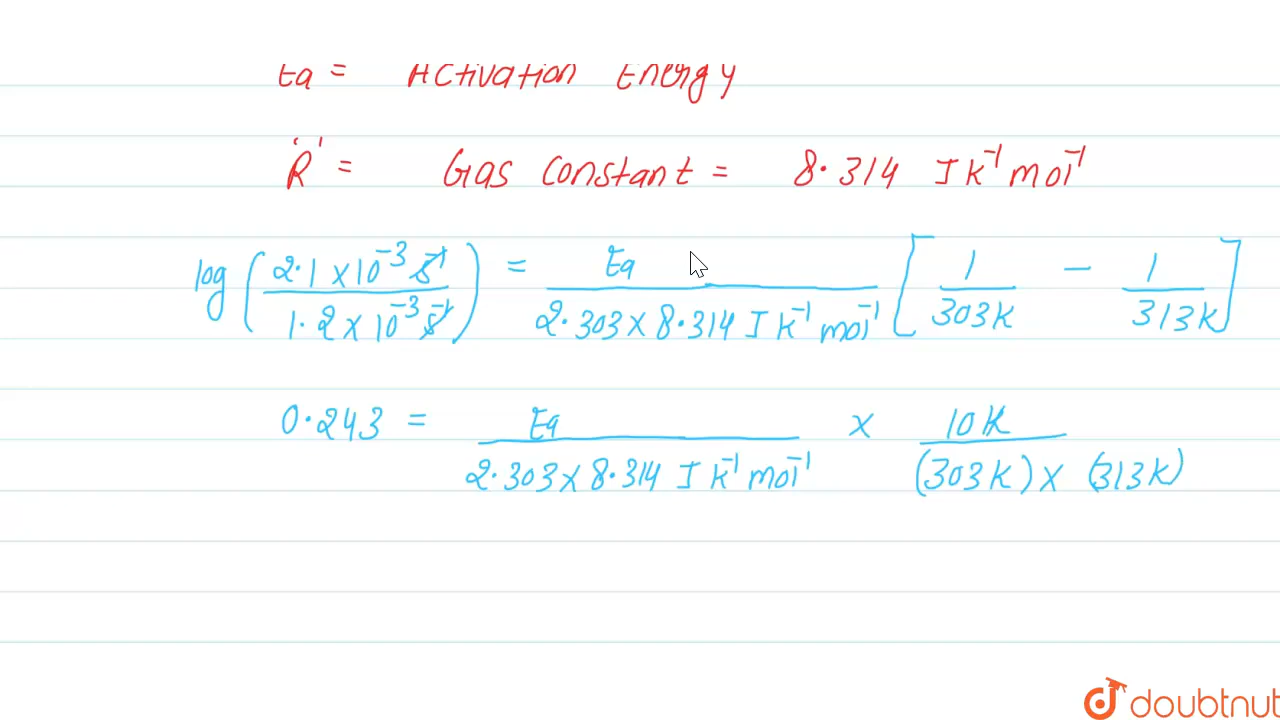 Ea = Activation Energy
'R' = Gas Constant = 8.314 J K⁻¹ mol⁻¹
log (2.1 × 10⁻³ s⁻¹ / 1.2 × 10⁻³ s⁻¹) = Ea / 2.303 × 8.314 J K⁻¹ mol⁻¹ [1 / 303K − 1 / 313K]
0.243 = Ea / 2.303 × 8.314 J K⁻¹ mol⁻¹ × 10K / (303K) × (313K)
doubtnut